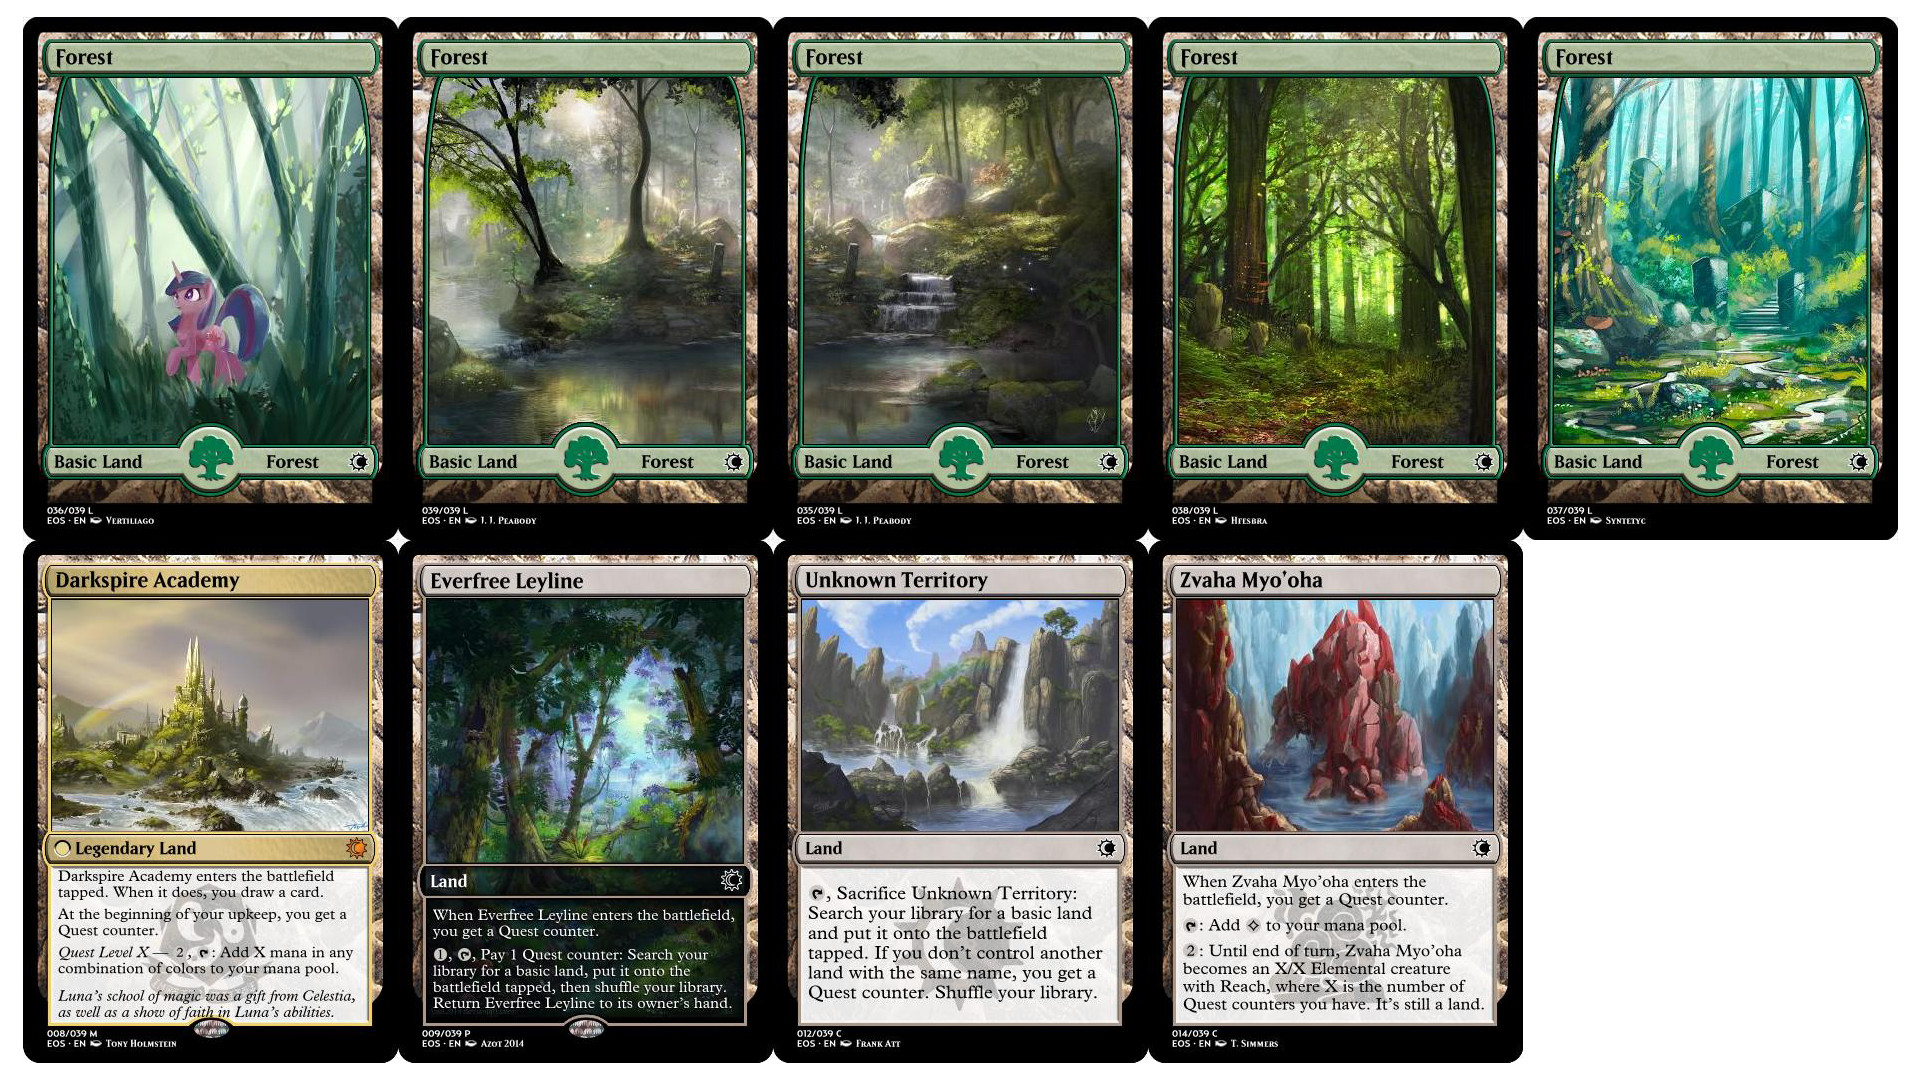 Forest
Basic Land Forest
036/039 L
EOS · EN Vertiliago
Forest
Basic Land Forest
039/039 L
EOS · EN J. J. Peabody
Forest
Basic Land Forest
035/039 L
EOS · EN J. J. Peabody
Forest
Basic Land Forest
038/039 L
EOS · EN Hfesbra
Forest
Basic Land Forest
037/039 L
EOS · EN Syntetyc
Darkspire Academy
Legendary Land
Darkspire Academy enters the battlefield
tapped. When it does, you draw a card.
At the beginning of your upkeep, you get a
Quest counter.
Quest Level X — 2 , : Add X mana in any
combination of colors to your mana pool.
Luna's school of magic was a gift from Celestia,
as well as a show of faith in Luna's abilities.
008/039 M
EOS · EN Tony Holmstein
Everfree Leyline
Land
When Everfree Leyline enters the battlefield,
you get a Quest counter.
1, , Pay 1 Quest counter: Search your
library for a basic land, put it onto the
battlefield tapped, then shuffle your library.
Return Everfree Leyline to its owner's hand.
009/039 P
EOS · EN Azot 2014
Unknown Territory
Land
, Sacrifice Unknown Territory:
Search your library for a basic land
and put it onto the battlefield
tapped. If you don't control another
land with the same name, you get a
Quest counter. Shuffle your library.
012/039 C
EOS · EN Frank Att
Zvaha Myo'oha
Land
When Zvaha Myo'oha enters the
battlefield, you get a Quest counter.
: Add to your mana pool.
2 : Until end of turn, Zvaha Myo'oha
becomes an X/X Elemental creature
with Reach, where X is the number of
Quest counters you have. It's still a land.
014/039 C
EOS · EN T. Simmers